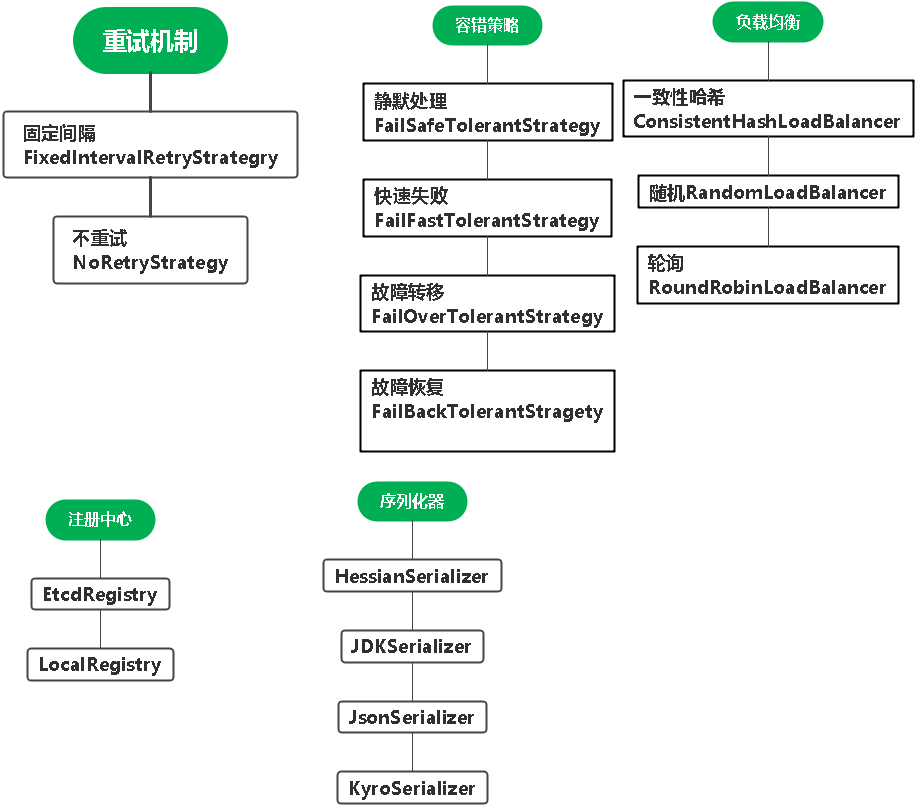 重试机制
固定间隔
FixedIntervalRetryStrategry
不重试
NoRetryStrategy
容错策略
静默处理
FailSafeTolerantStrategy
快速失败
FailFastTolerantStrategy
故障转移
FailOverTolerantStrategy
故障恢复
FailBackTolerantStragety
负载均衡
一致性哈希
ConsistentHashLoadBalancer
随机RandomLoadBalancer
轮询
RoundRobinLoadBalancer
注册中心
EtcdRegistry
LocalRegistry
序列化器
HessianSerializer
JDKSerializer
JsonSerializer
KyroSerializer